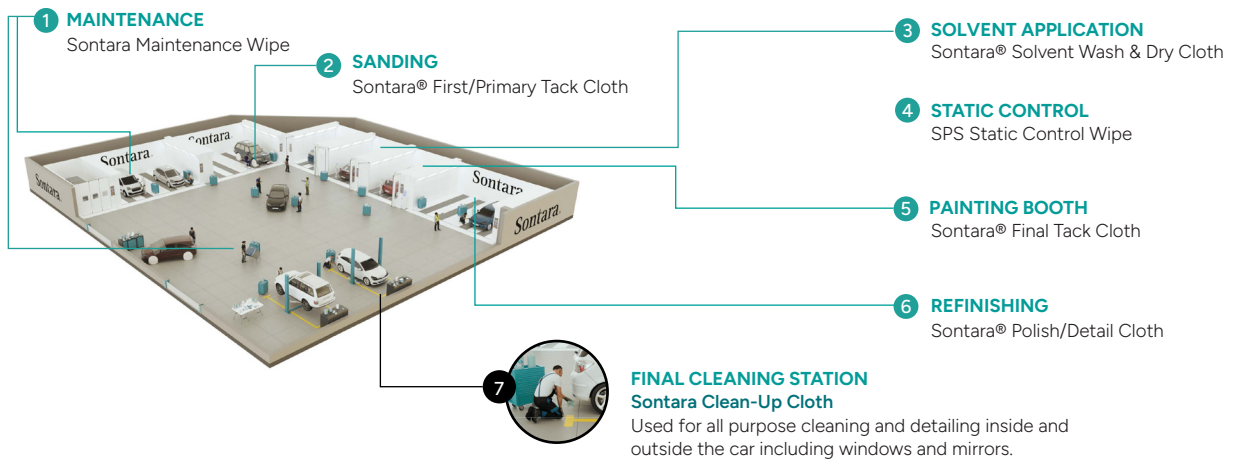 1 MAINTENANCE
Sontara Maintenance Wipe
2 SANDING
Sontara® First/Primary Tack Cloth
3 SOLVENT APPLICATION
Sontara® Solvent Wash & Dry Cloth
4 STATIC CONTROL
SPS Static Control Wipe
5 PAINTING BOOTH
Sontara® Final Tack Cloth
6 REFINISHING
Sontara® Polish/Detail Cloth
Sontara
Sontara
Sontara
Sontara
Sontara
7
FINAL CLEANING STATION
Sontara Clean-Up Cloth
Used for all purpose cleaning and detailing inside and
outside the car including windows and mirrors.